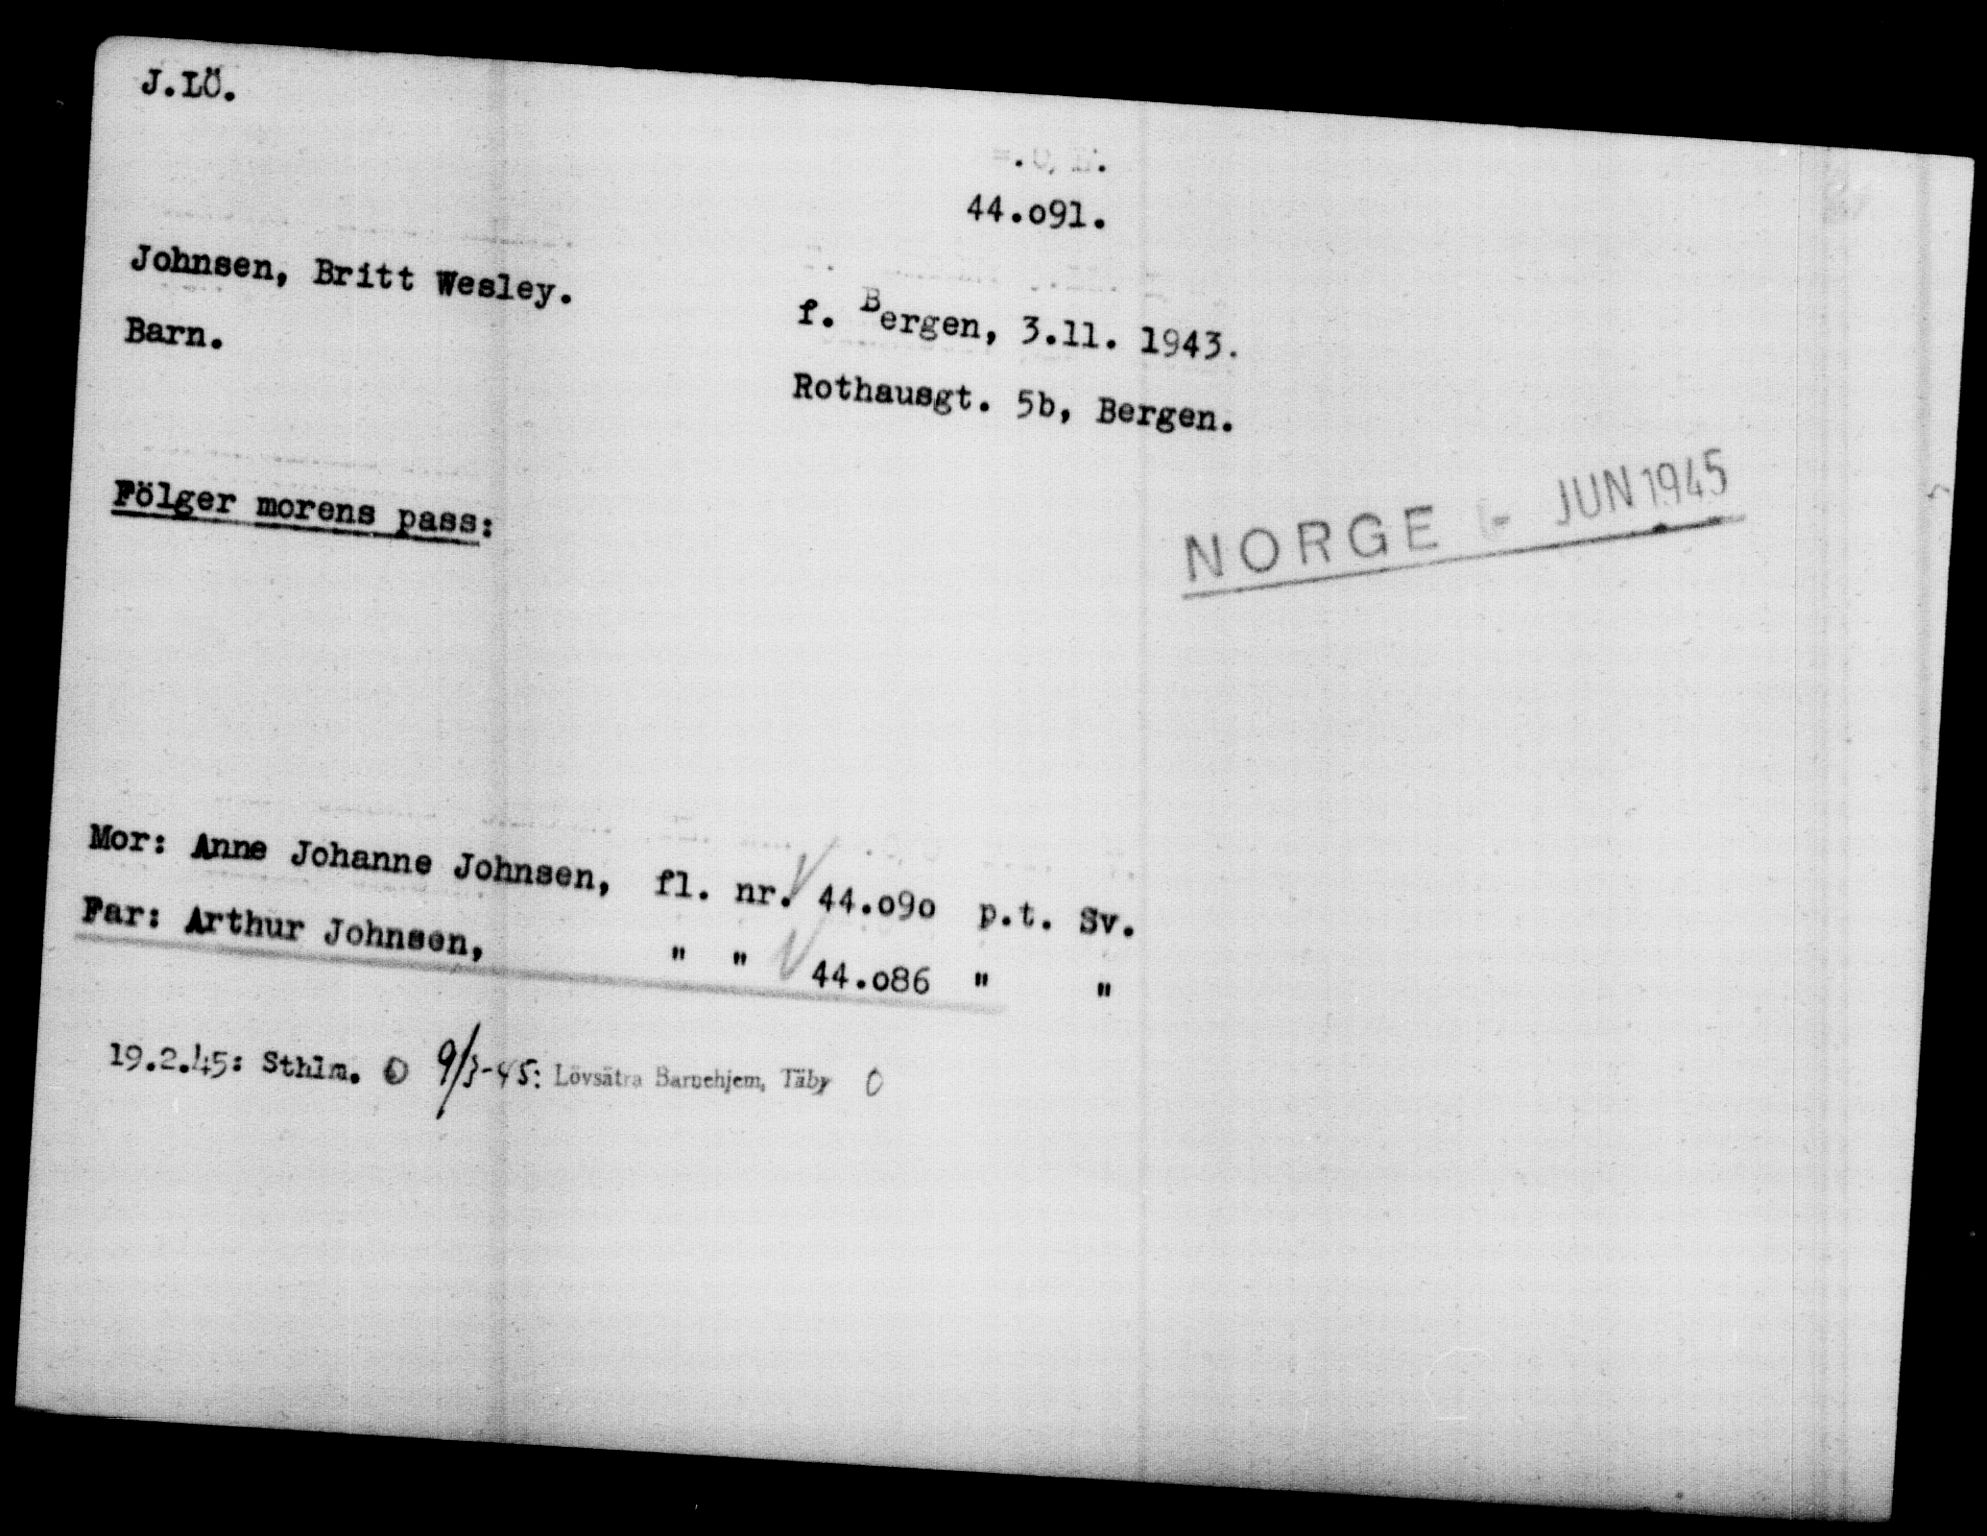 J.LÖ.
44.o91.
Johnsen, Britt Wesley.
f. Bergen, 3.11. 1943.
Barn.
Rothausgt. 5b, Bergen.
Fölger morens pass:
NORGE - JUN 1945
Mor: Anne Johanne Johnsen, fl. nr. 44.o9o p.t. Sv.
Far: Arthur Johnsen, " " 44.o86 " "
19.2.45: Sthlm. O 9/3-45: Lövsätra Barnehjem, Täby O